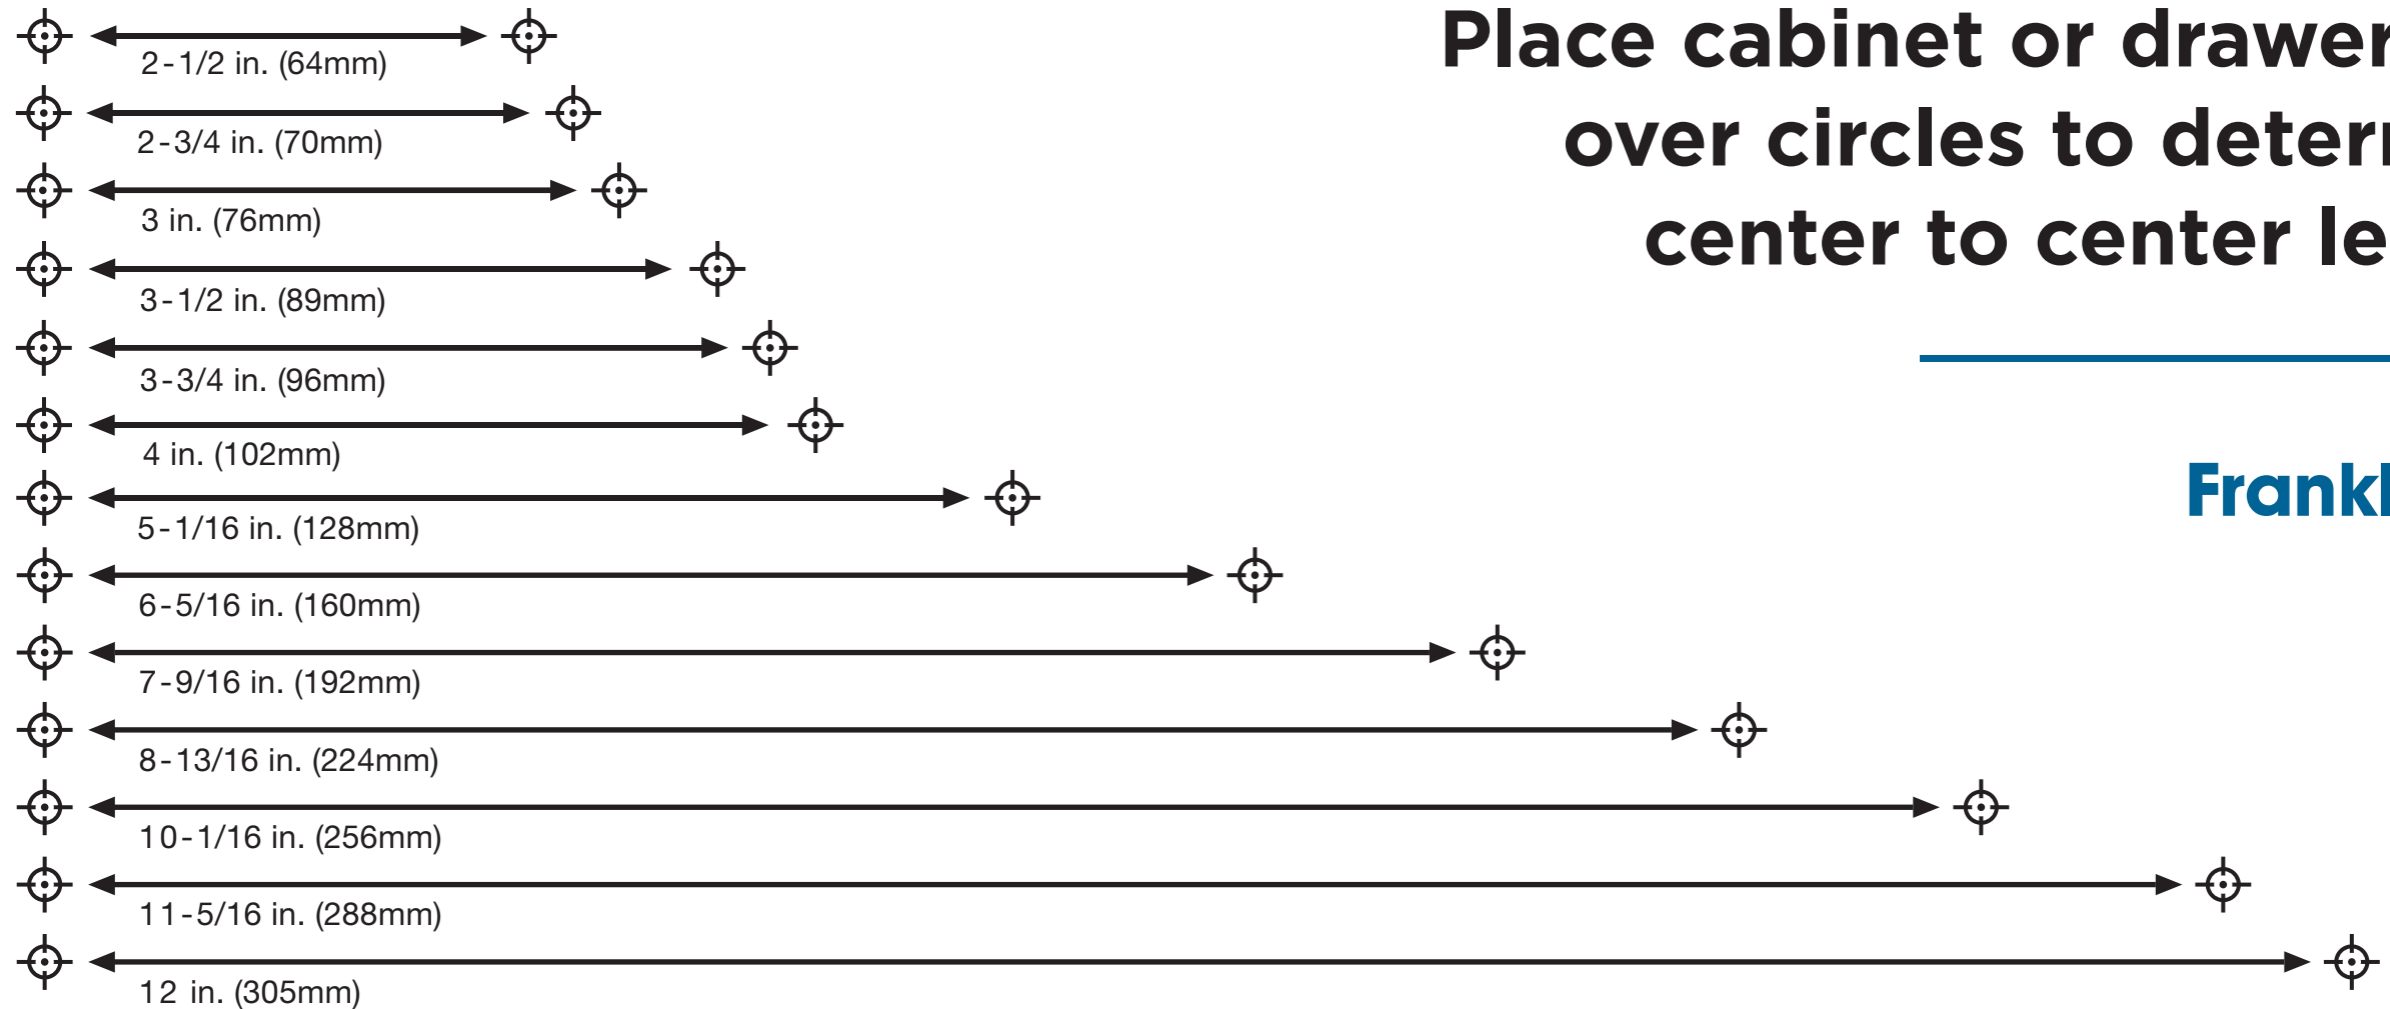 Place cabinet or drawer
over circles to deter
center to center le
Frankl
2-1/2 in. (64mm)
2-3/4 in. (70mm)
3 in. (76mm)
3-1/2 in. (89mm)
3-3/4 in. (96mm)
4 in. (102mm)
5-1/16 in. (128mm)
6-5/16 in. (160mm)
7-9/16 in. (192mm)
8-13/16 in. (224mm)
10-1/16 in. (256mm)
11-5/16 in. (288mm)
12 in. (305mm)